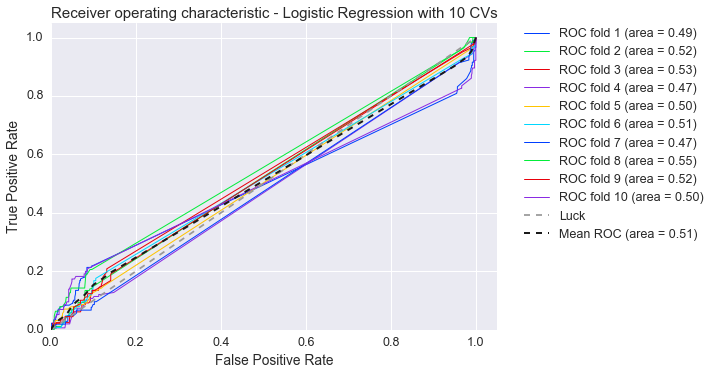 Receiver operating characteristic - Logistic Regression with 10 CVs
1.0
0.8
0.6
0.4
0.2
0.0
True Positive Rate
0.0 0.2 0.4 0.6 0.8 1.0
False Positive Rate
ROC fold 1 (area = 0.49)
ROC fold 2 (area = 0.52)
ROC fold 3 (area = 0.53)
ROC fold 4 (area = 0.47)
ROC fold 5 (area = 0.50)
ROC fold 6 (area = 0.51)
ROC fold 7 (area = 0.47)
ROC fold 8 (area = 0.55)
ROC fold 9 (area = 0.52)
ROC fold 10 (area = 0.50)
Luck
Mean ROC (area = 0.51)